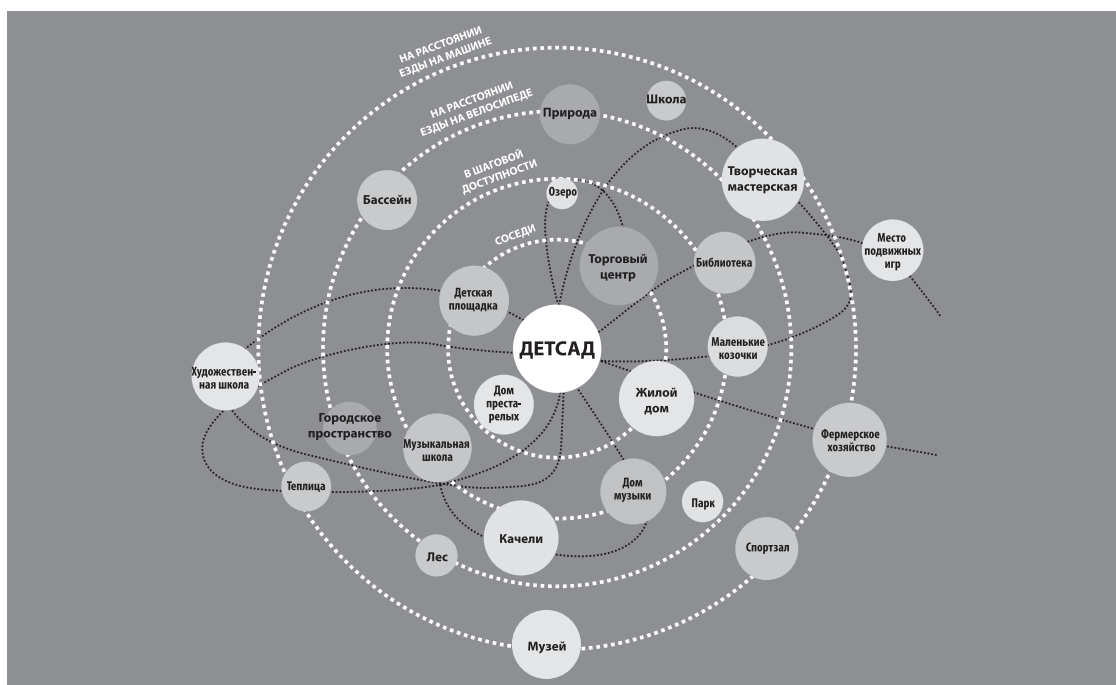 НА РАССТОЯНИИ
ЕЗДЫ НА МАШИНЕ
НА РАССТОЯНИИ
ЕЗДЫ НА ВЕЛОСИПЕДЕ
В ШАГОВОЙ
ДОСТУПНОСТИ
СОСЕДИ
Школа
Природа
Творческая
мастерская
Бассейн
Озеро
Место
подвижных
игр
Торговый
центр
Библиотека
Детская
площадка
ДЕТСАД
Маленькие
козочки
Художествен-
ная школа
Дом
преста-
релых
Жилой
дом
Городское
пространство
Музыкальная
школа
Фермерское
хозяйство
Теплица
Дом
музыки
Парк
Качели
Лес
Спортзал
Музей